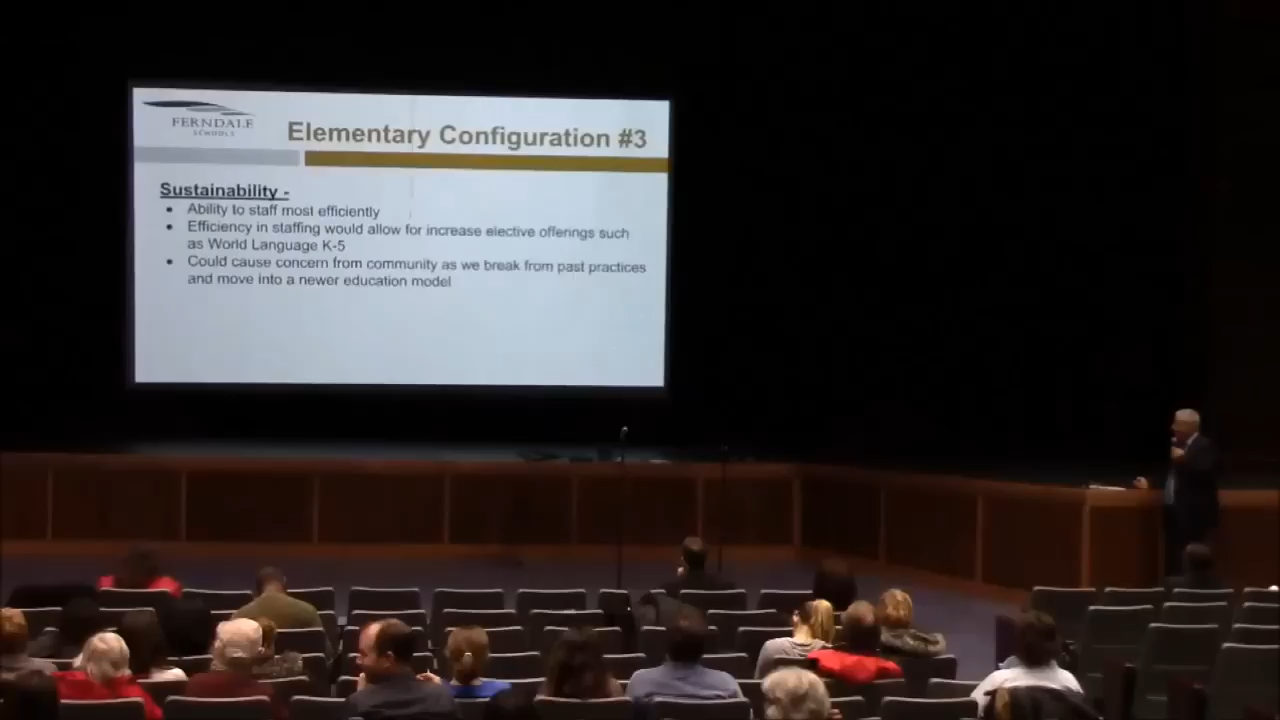 FERNDALE
SCHOOLS
Elementary Configuration #3
Sustainability -
• Ability to staff most efficiently
• Efficiency in staffing would allow for increase elective offerings such
as World Language K-5
• Could cause concern from community as we break from past practices
and move into a newer education model